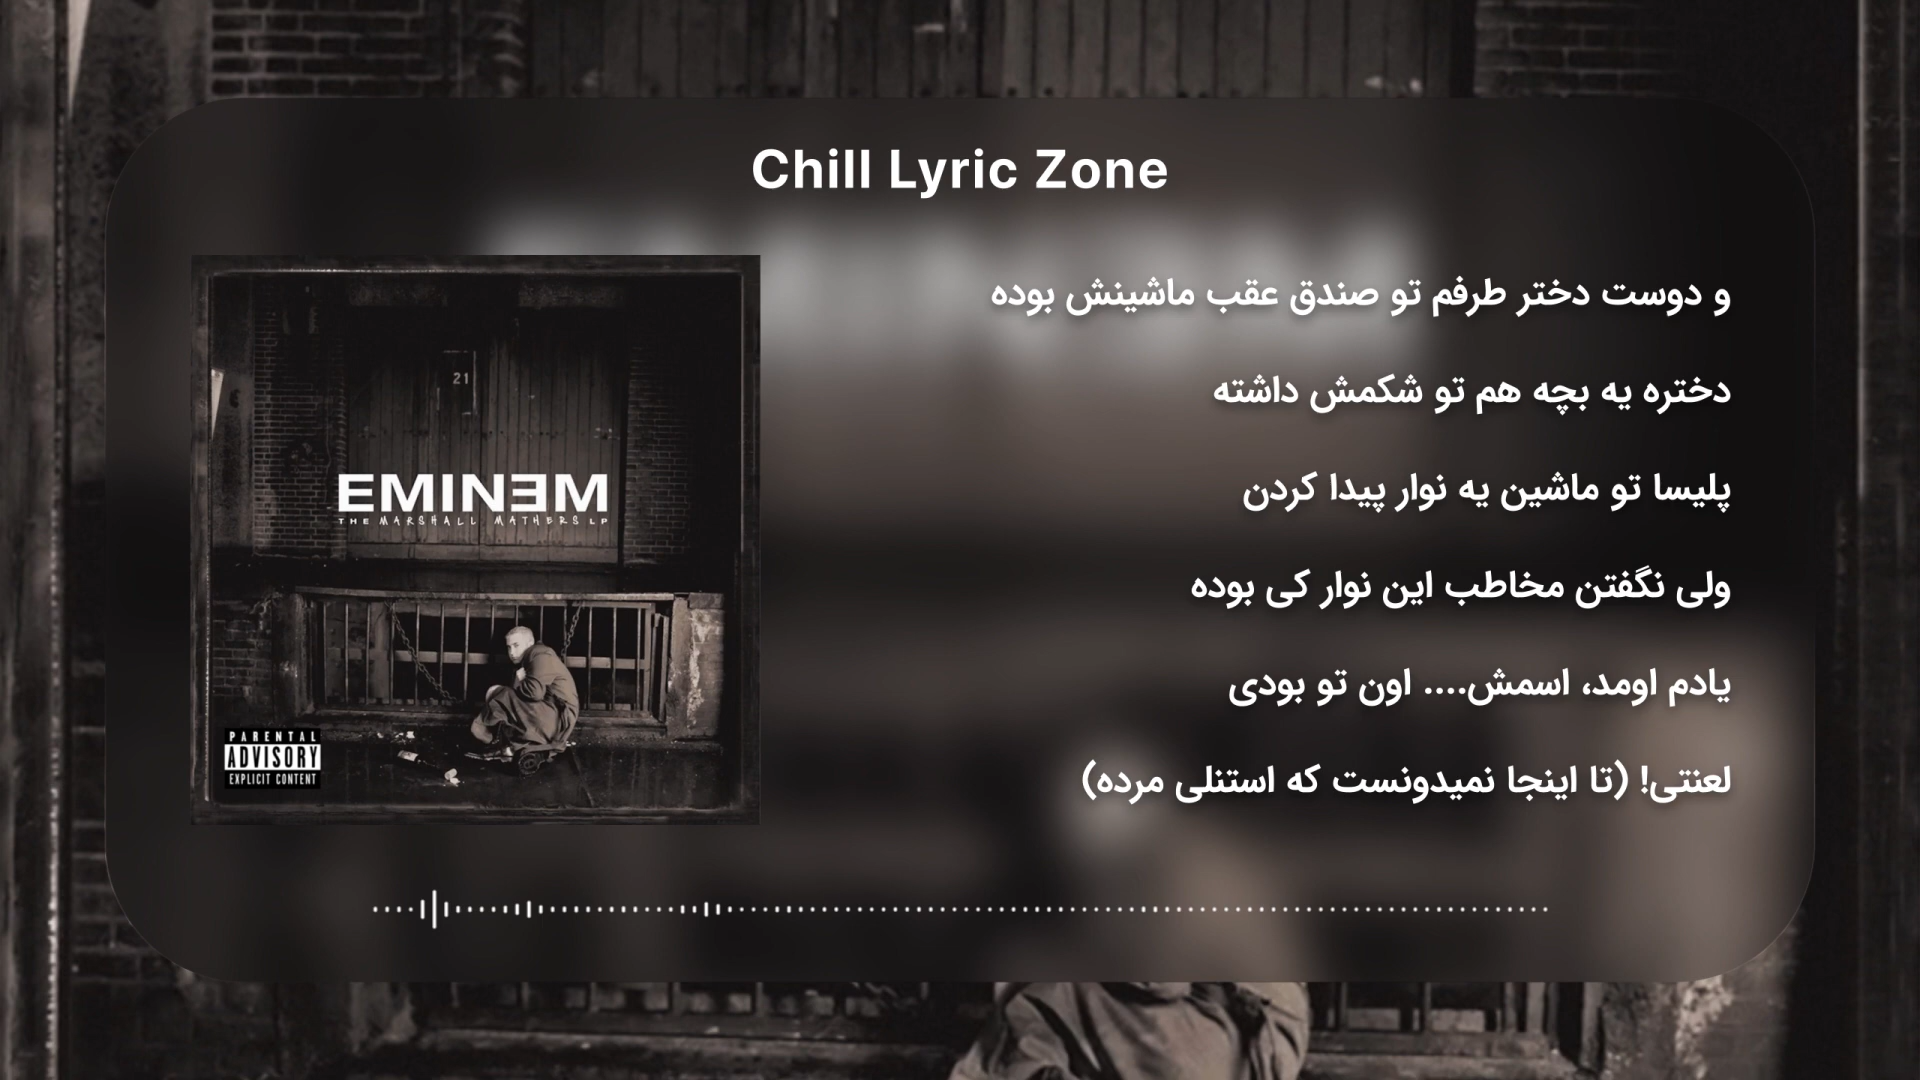 Chill Lyric Zone
21
EMINEM
THE MARSHALL MATHERS LP
PARENTAL
ADVISORY
EXPLICIT CONTENT
و دوست دختر طرفم تو صندق عقب ماشینش بوده
دختره یه بچه هم تو شکمش داشته
پلیسا تو ماشین یه نوار پیدا کردن
ولی نگفتن مخاطب این نوار کی بوده
یادم اومد، اسمش.... اون تو بودی
لعنتی! (تا اینجا نمیدونست که استنلی مرده)